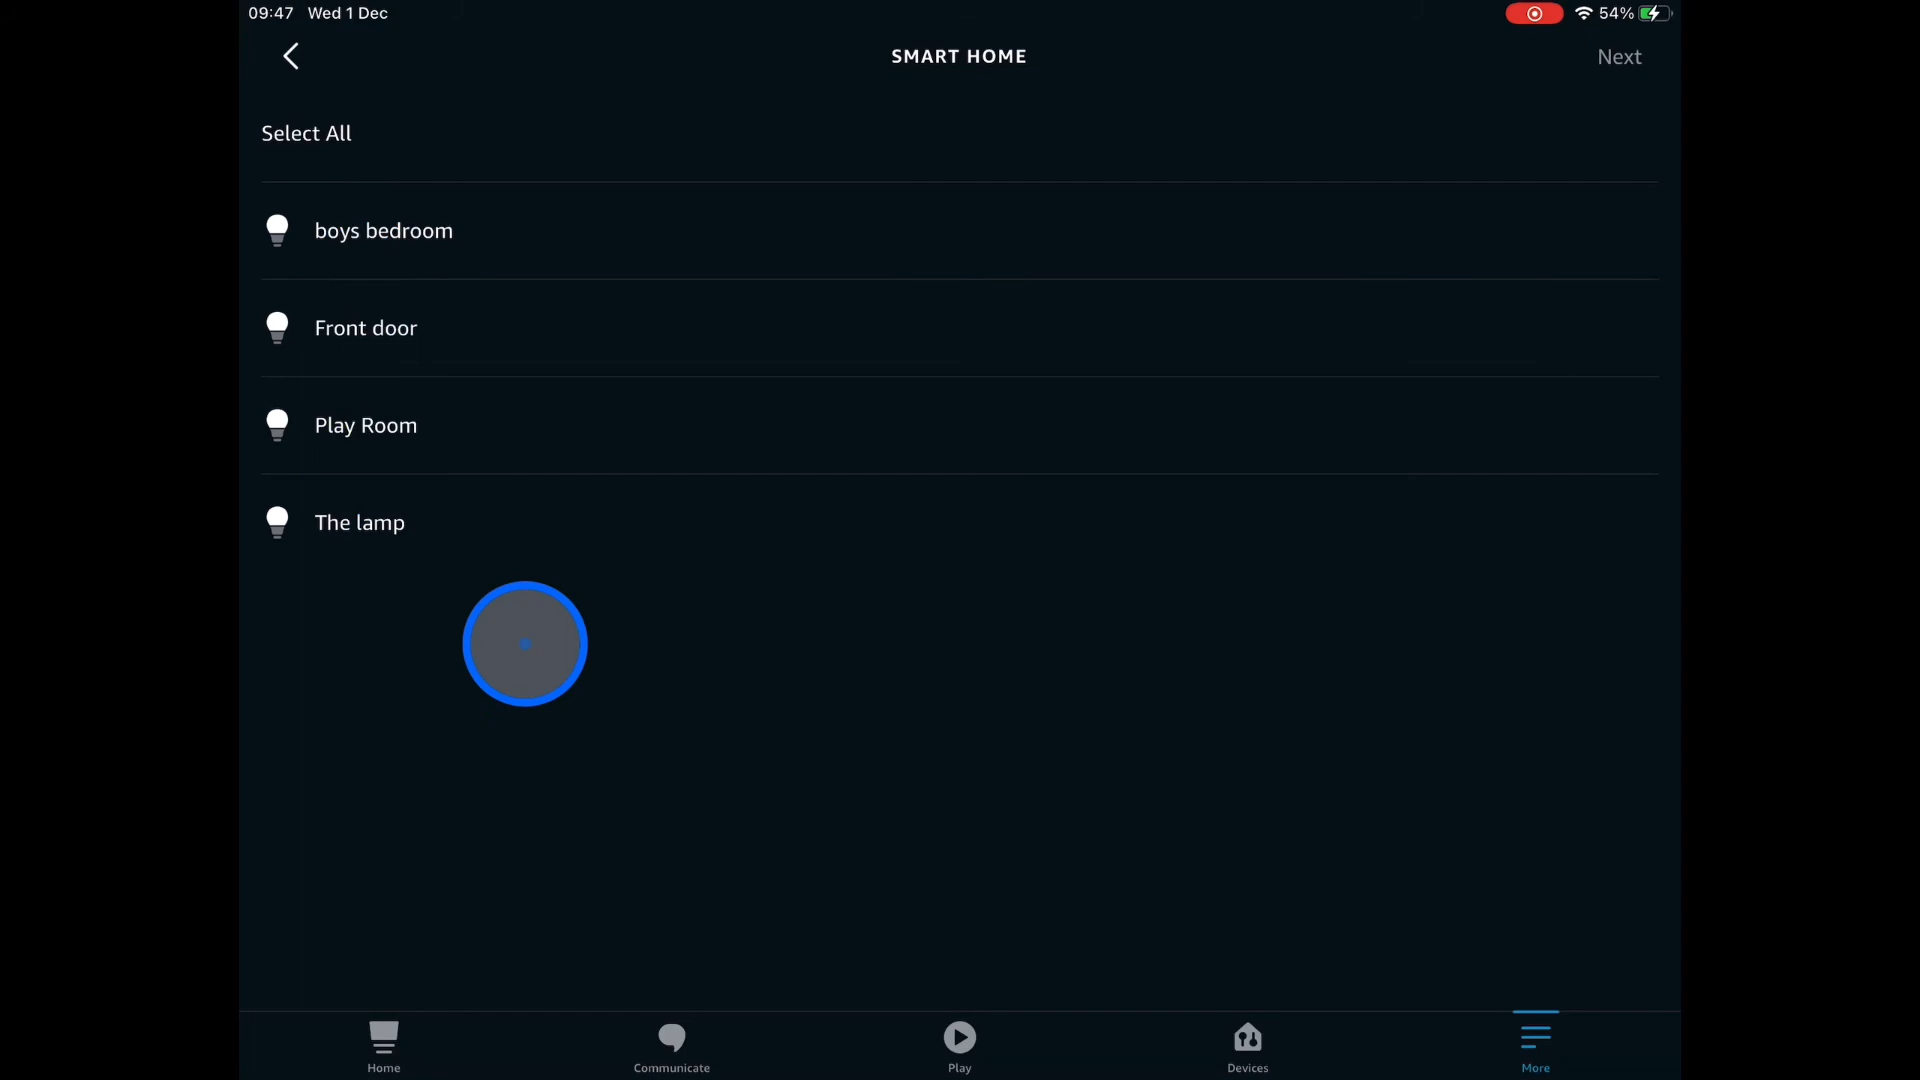 09:47 Wed 1 Dec 54%
SMART HOME Next
Select All
boys bedroom
Front door
Play Room
The lamp
Home Communicate Play Devices More